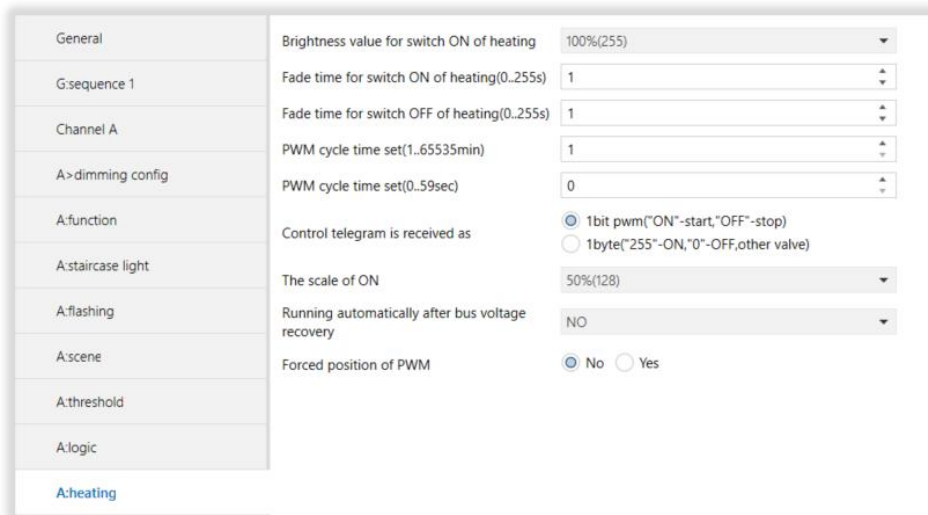 General
G:sequence 1
Channel A
A>dimming config
A:function
A:staircase light
A:flashing
A:scene
A:threshold
A:logic
A:heating
Brightness value for switch ON of heating
100%(255)
Fade time for switch ON of heating(0..255s)
1
Fade time for switch OFF of heating(0..255s)
1
PWM cycle time set(1..65535min)
1
PWM cycle time set(0..59sec)
0
Control telegram is received as
1bit pwm("ON"-start,"OFF"-stop)
1byte("255"-ON,"0"-OFF,other valve)
The scale of ON
50%(128)
Running automatically after bus voltage
recovery
NO
Forced position of PWM
No Yes